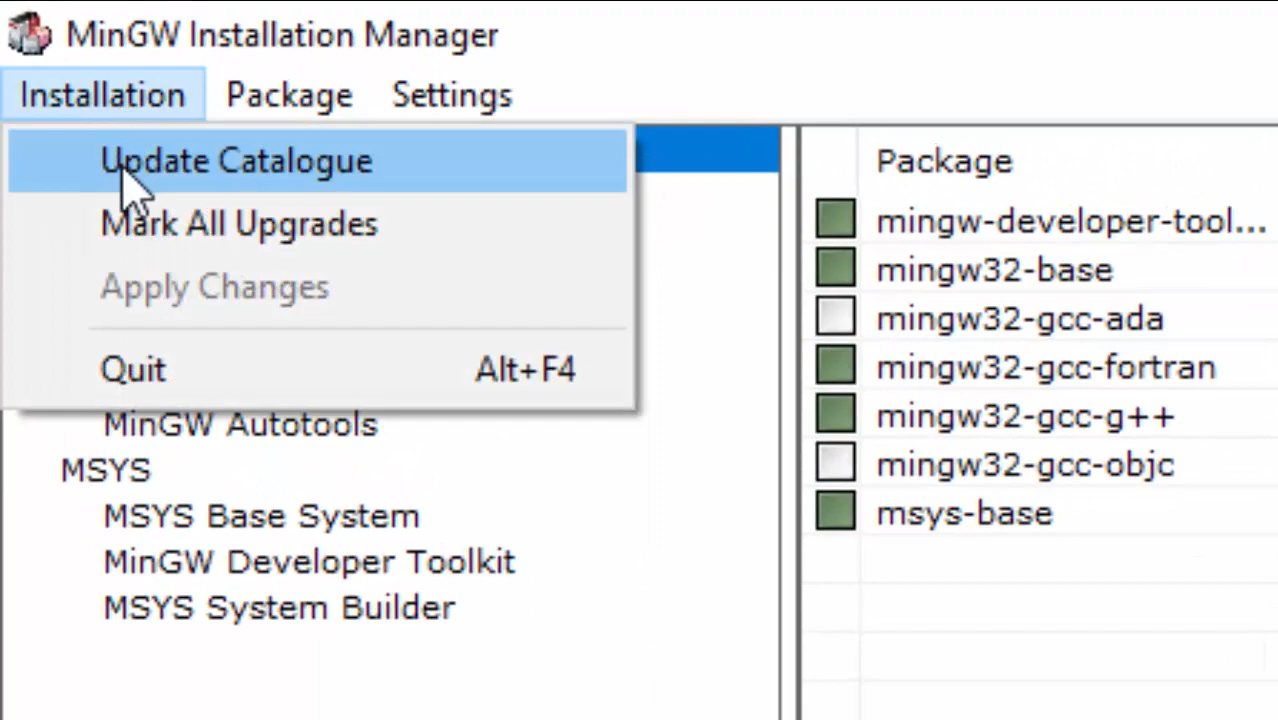 MinGW Installation Manager
Installation Package Settings
Update Catalogue
Mark All Upgrades
Apply Changes
Quit Alt+F4
MinGW Autotools
MSYS
MSYS Base System
MinGW Developer Toolkit
MSYS System Builder
Package
mingw-developer-tool...
mingw32-base
mingw32-gcc-ada
mingw32-gcc-fortran
mingw32-gcc-g++
mingw32-gcc-objc
msys-base